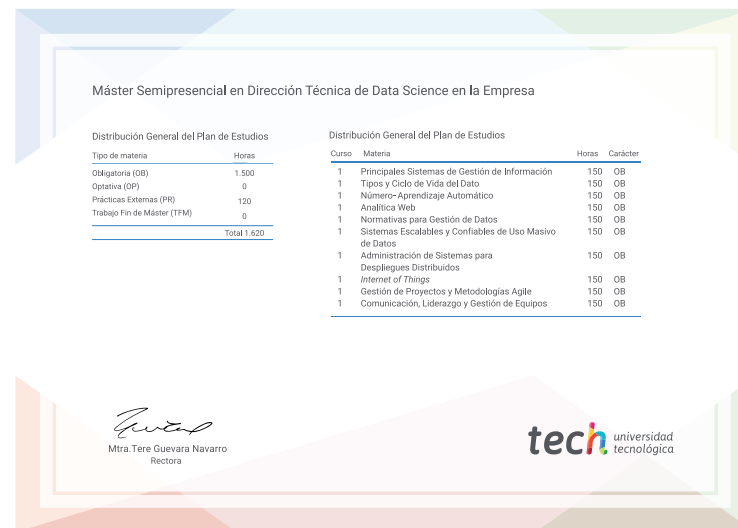 Máster Semipresencial en Dirección Técnica de Data Science en la Empresa
Distribución General del Plan de Estudios
Tipo de materia Horas
Obligatoria (OB) 1.500
Optativa (OP) 0
Prácticas Externas (PR) 120
Trabajo Fin de Máster (TFM) 0
Total 1.620
Distribución General del Plan de Estudios
Curso Materia Horas Carácter
1 Principales Sistemas de Gestión de Información 150 OB
1 Tipos y Ciclo de Vida del Dato 150 OB
1 Número-Aprendizaje Automático 150 OB
1 Analítica Web 150 OB
1 Normativas para Gestión de Datos 150 OB
1 Sistemas Escalables y Confiables de Uso Masivo 150 OB
de Datos
1 Administración de Sistemas para 150 OB
Despliegues Distribuidos
1 Internet of Things 150 OB
1 Gestión de Proyectos y Metodologías Agile 150 OB
1 Comunicación, Liderazgo y Gestión de Equipos 150 OB
Mtra.Tere Guevara Navarro
Rectora
tech universidad
tecnológica